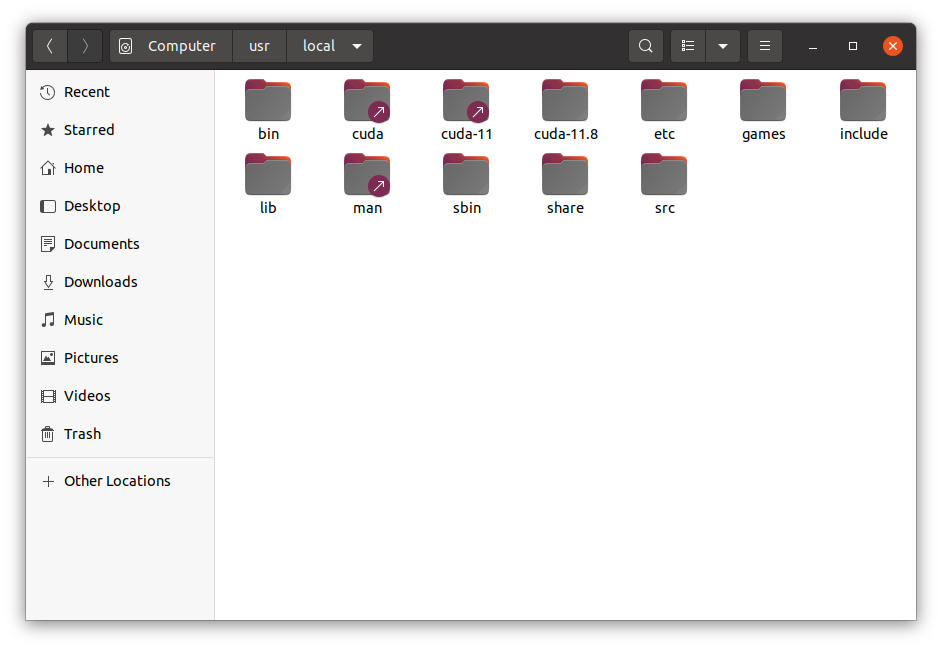 Computer usr local
Recent
Starred
Home
Desktop
Documents
Downloads
Music
Pictures
Videos
Trash
Other Locations
bin cuda cuda-11 cuda-11.8 etc games include
lib man sbin share src